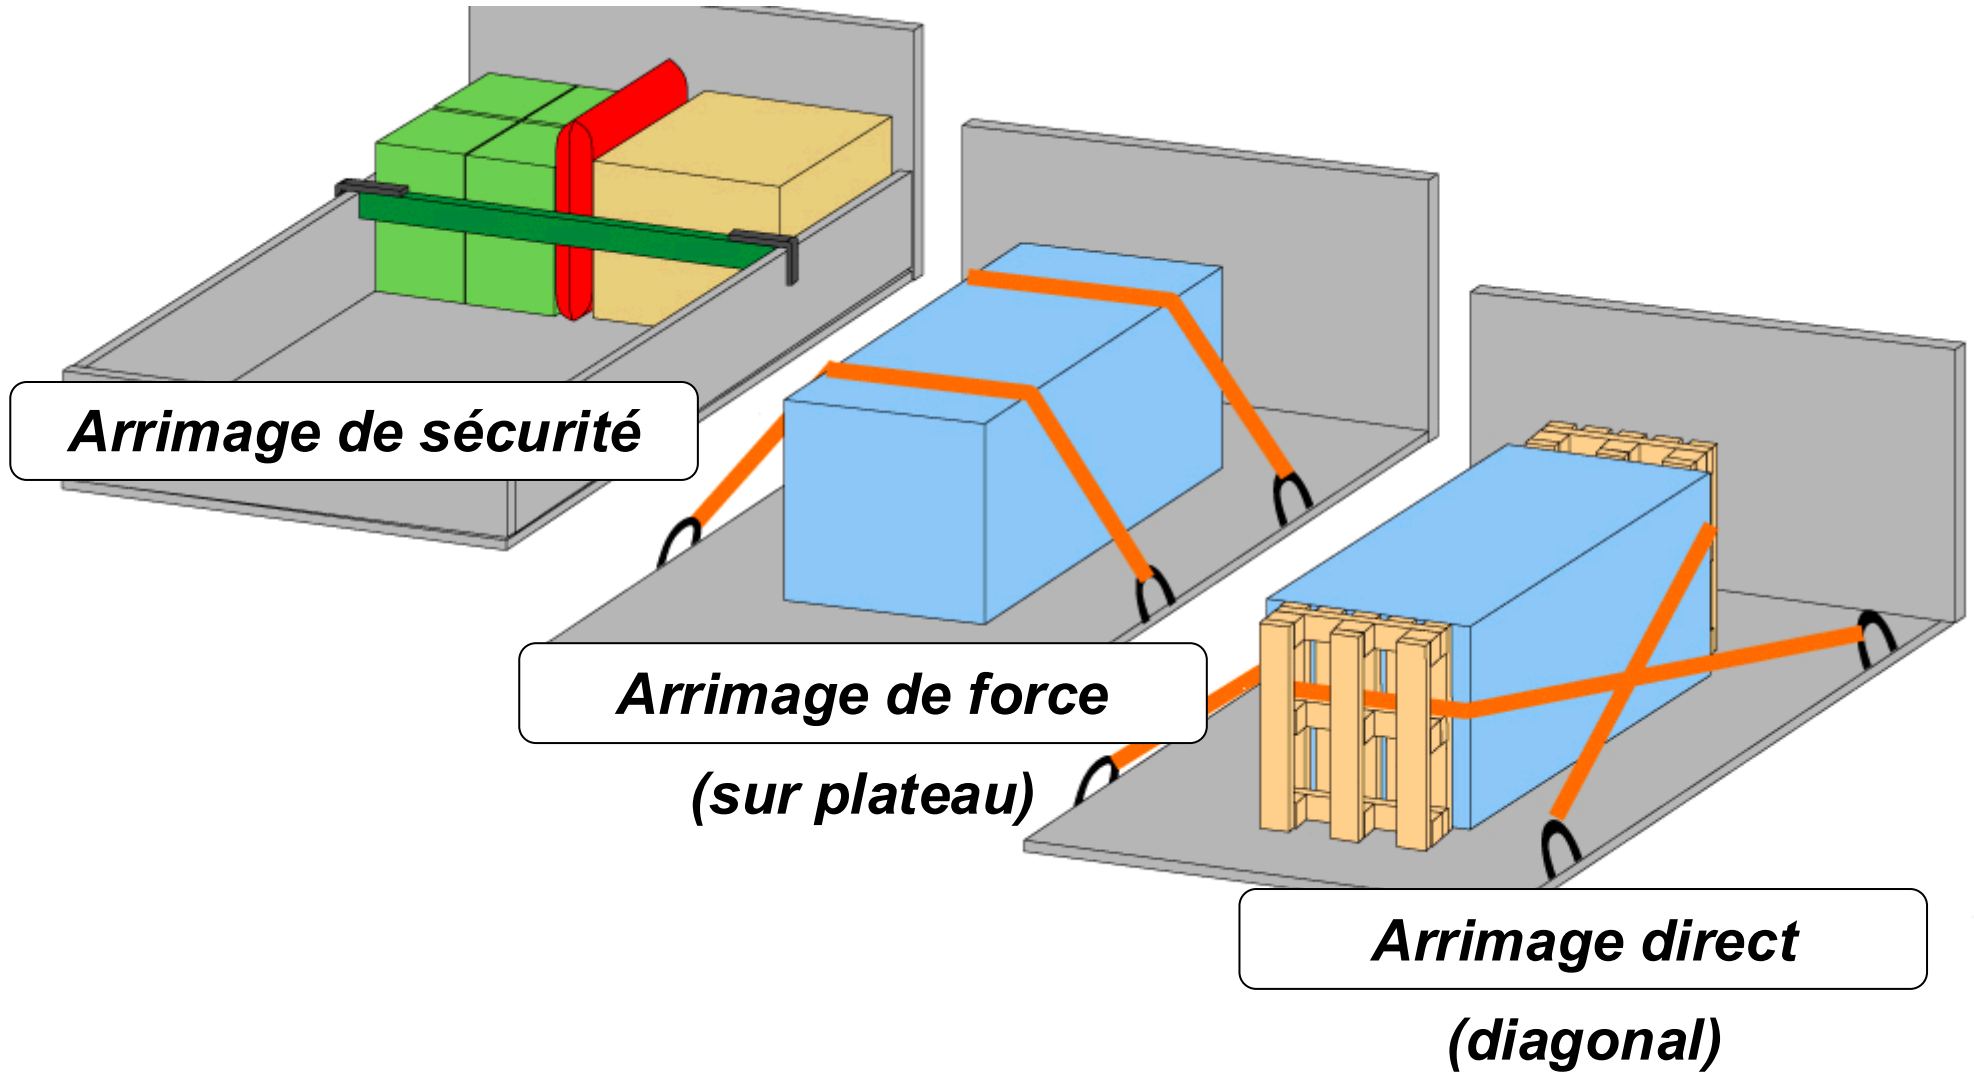 Arrimage de sécurité
Arrimage de force
(sur plateau)
Arrimage direct
(diagonal)